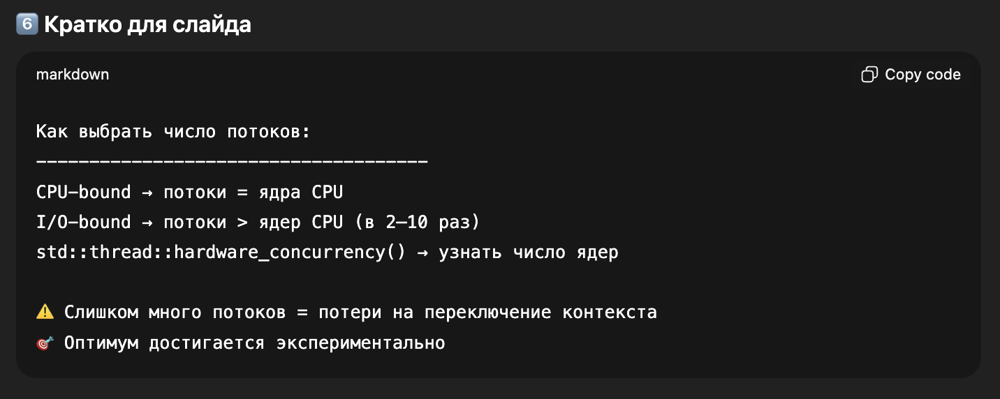 6️⃣ Кратко для слайда
markdown
Copy code
Как выбрать число потоков:
-------------------------------------
CPU-bound → потоки = ядра CPU
I/O-bound → потоки > ядер CPU (в 2–10 раз)
std::thread::hardware_concurrency() → узнать число ядер
⚠️ Слишком много потоков = потери на переключение контекста
🎯 Оптимум достигается экспериментально